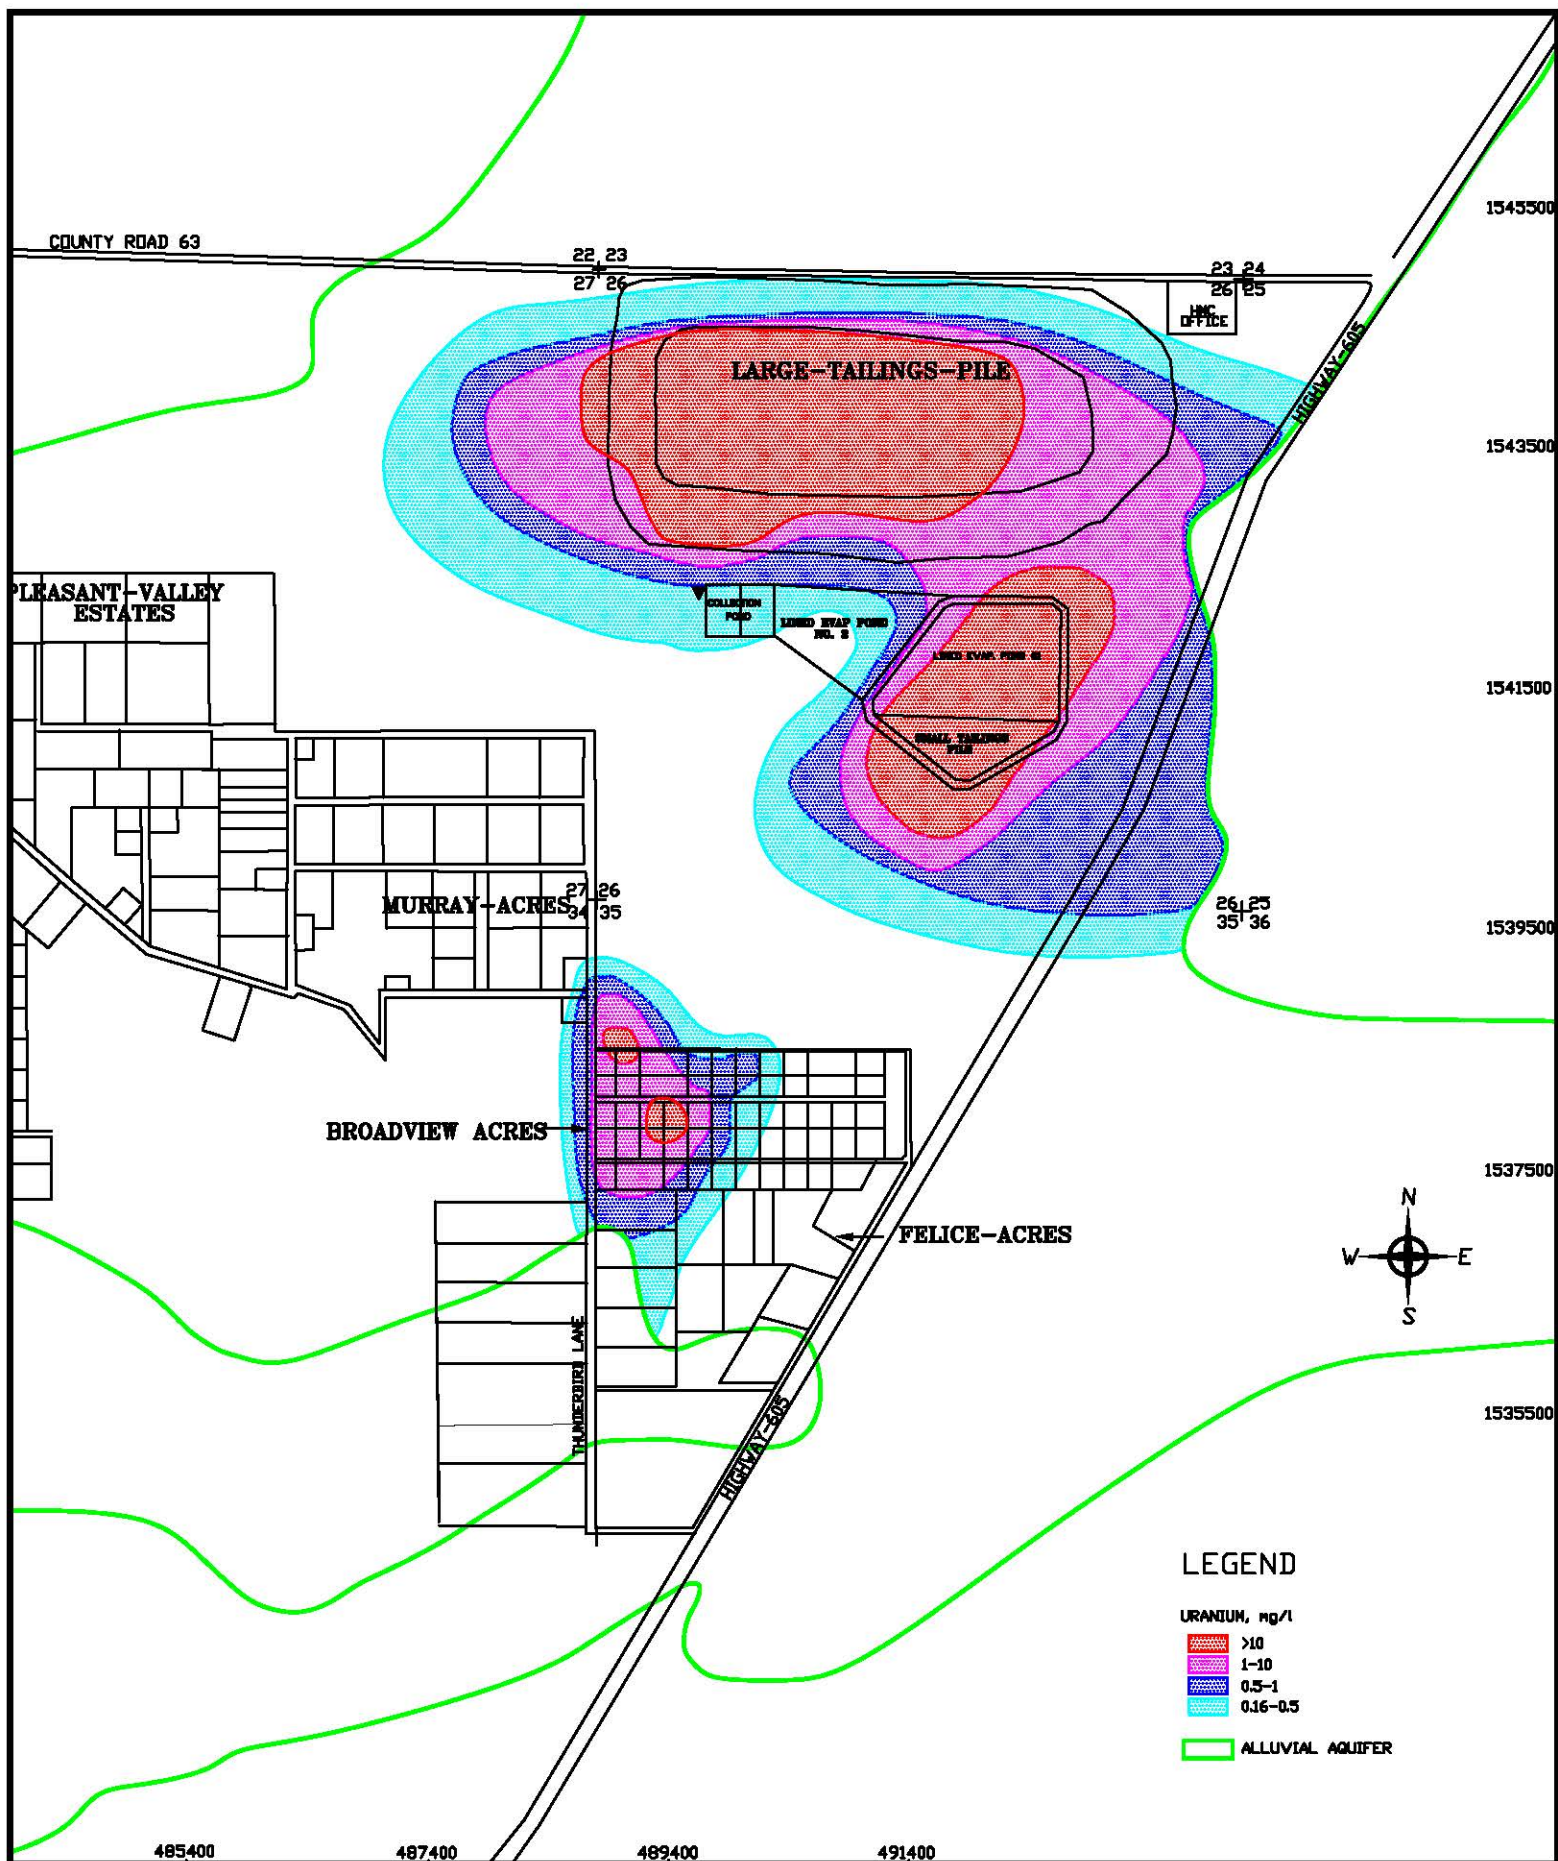 1545500
COUNTY ROAD 63
22 23
27 26
23 24
26 25
HMC
OFFICE
HIGHWAY-605
LARGE-TAILINGS-PILE
1543500
PLEASANT-VALLEY
ESTATES
COLLECTION
POND
LINED EVAP POND
NO. 2
LINED EVAP POND
1541500
SMALL TAILINGS
PILE
MURRAY-ACRES
27 26
34 35
26 25
35 36
1539500
BROADVIEW ACRES
1537500
FELICE-ACRES
N
W
E
S
THUNDERBIRD LANE
HIGHWAY-605
1535500
LEGEND
URANIUM, mg/l
>10
1-10
0.5-1
0.16-0.5
ALLUVIAL AQUIFER
485400
487400
489400
491400